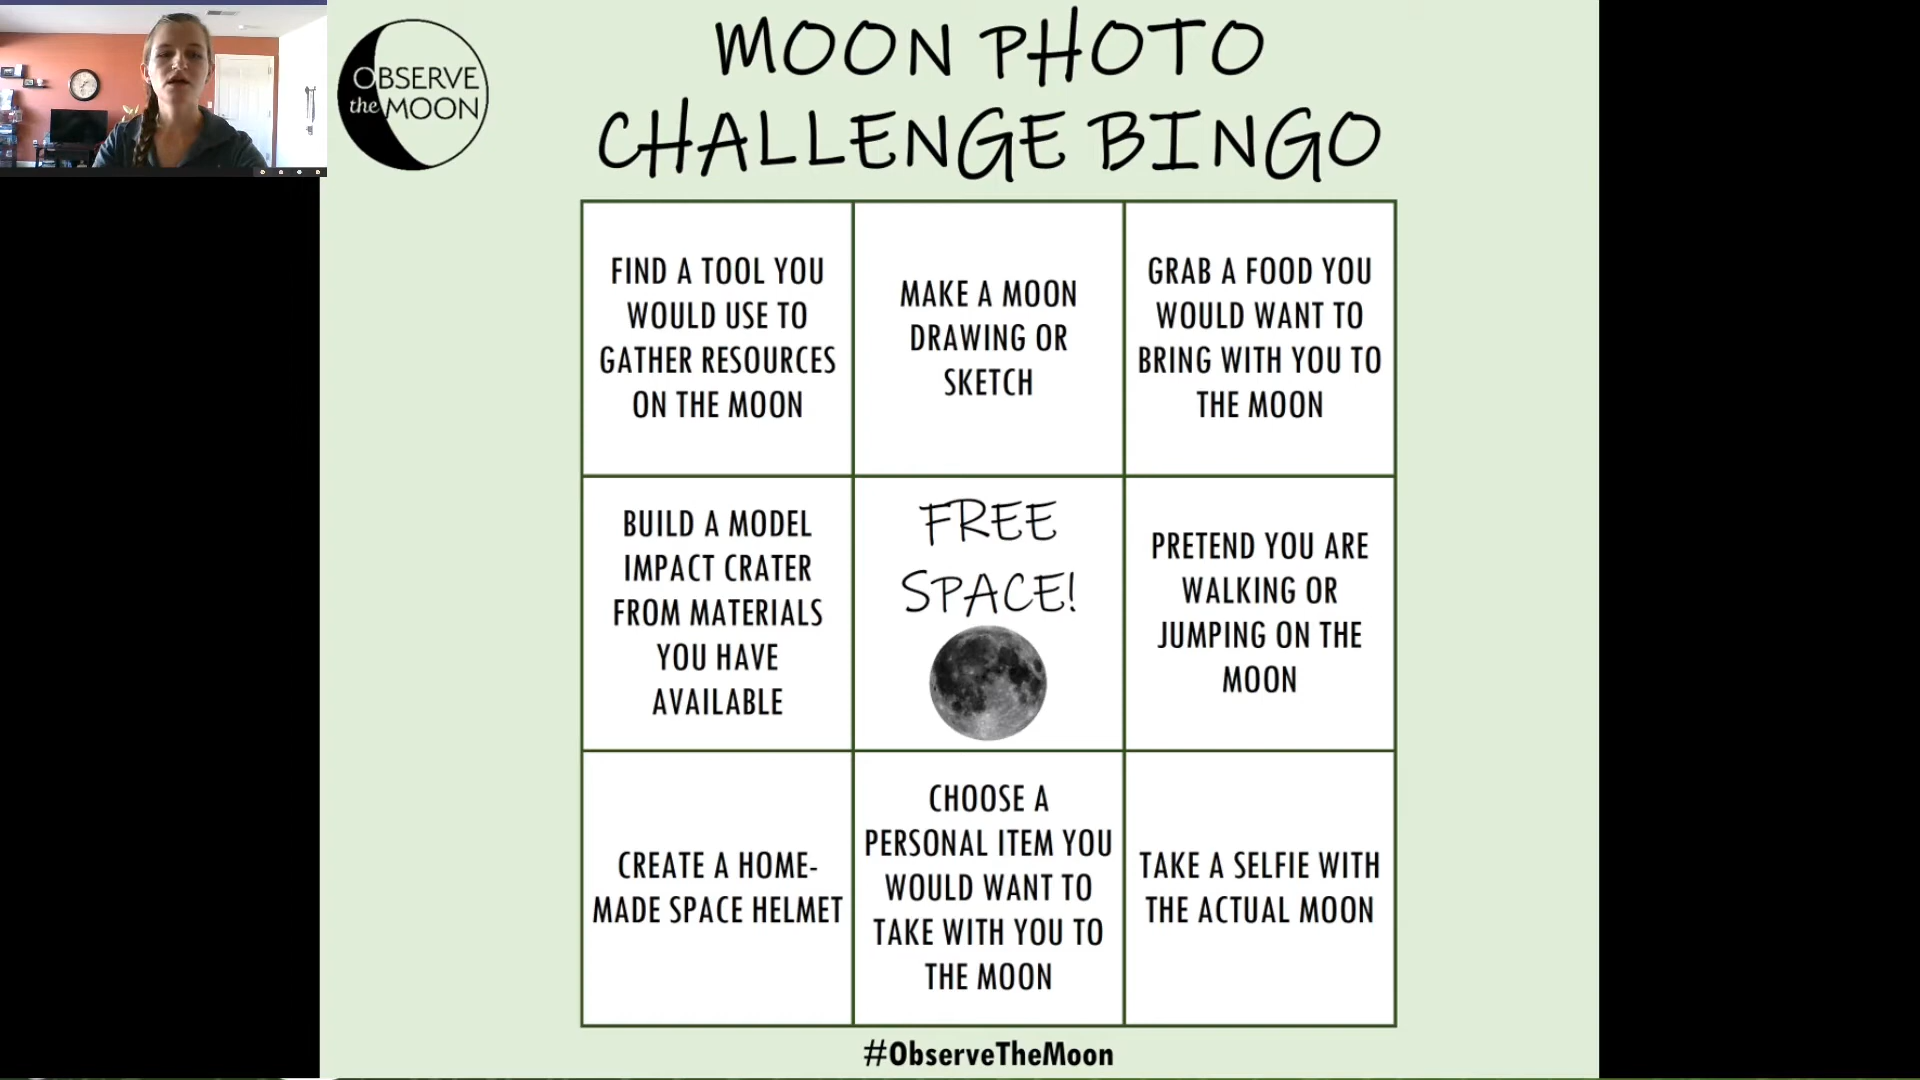 OBSERVE
the MOON
MOON PHOTO
CHALLENGE BINGO
FIND A TOOL YOU
WOULD USE TO
GATHER RESOURCES
ON THE MOON
MAKE A MOON
DRAWING OR
SKETCH
GRAB A FOOD YOU
WOULD WANT TO
BRING WITH YOU TO
THE MOON
BUILD A MODEL
IMPACT CRATER
FROM MATERIALS
YOU HAVE
AVAILABLE
FREE
SPACE!
PRETEND YOU ARE
WALKING OR
JUMPING ON THE
MOON
CREATE A HOME-
MADE SPACE HELMET
CHOOSE A
PERSONAL ITEM YOU
WOULD WANT TO
TAKE WITH YOU TO
THE MOON
TAKE A SELFIE WITH
THE ACTUAL MOON
#ObserveTheMoon